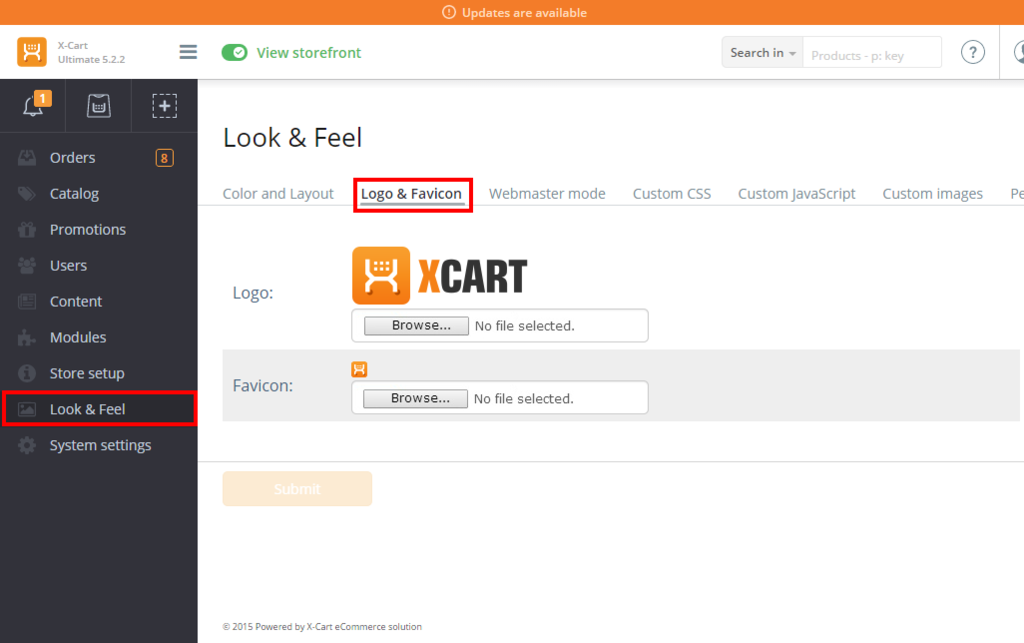 Updates are available
X-Cart
Ultimate 5.2.2
View storefront
Search in
Products - p: key
?
1
Orders 8
Catalog
Promotions
Users
Content
Modules
Store setup
Look & Feel
System settings
Look & Feel
Color and Layout Logo & Favicon Webmaster mode Custom CSS Custom JavaScript Custom images Pe
Logo:
XCART
Browse... No file selected.
Favicon:
Browse... No file selected.
Submit
© 2015 Powered by X-Cart eCommerce solution